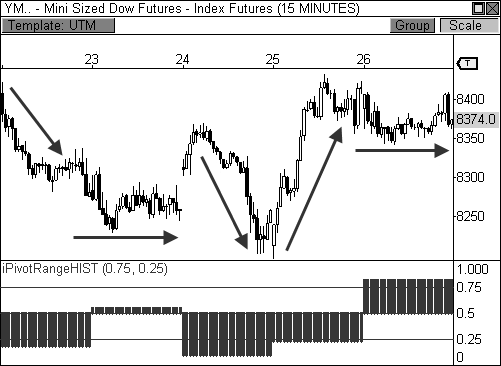 YM.. - Mini Sized Dow Futures - Index Futures (15 MINUTES)
Template: UTM
Group
Scale
23 24 25 26
T
8400
8374.0
8350
8300
8250
iPivotRangeHIST (0.75, 0.25)
1.000
0.75
0.5
0.25
0